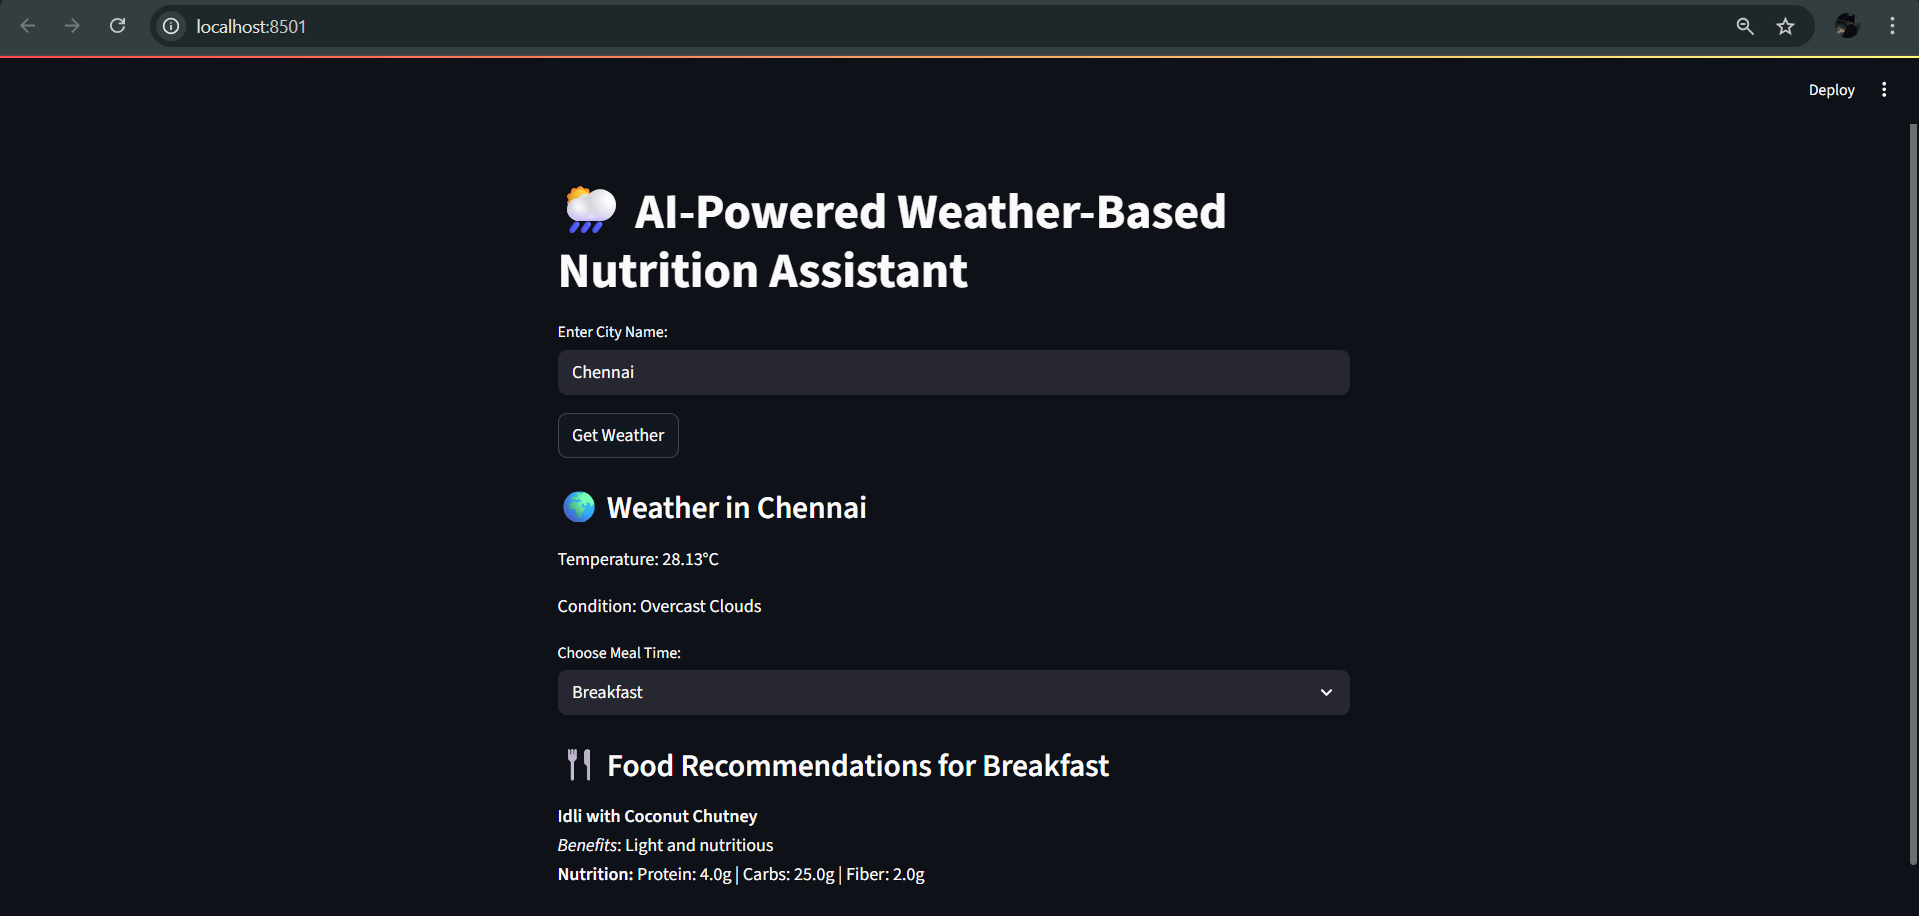 localhost:8501
Deploy
AI-Powered Weather-Based
Nutrition Assistant
Enter City Name:
Chennai
Get Weather
Weather in Chennai
Temperature: 28.13°C
Condition: Overcast Clouds
Choose Meal Time:
Breakfast
Food Recommendations for Breakfast
Idli with Coconut Chutney
Benefits: Light and nutritious
Nutrition: Protein: 4.0g | Carbs: 25.0g | Fiber: 2.0g